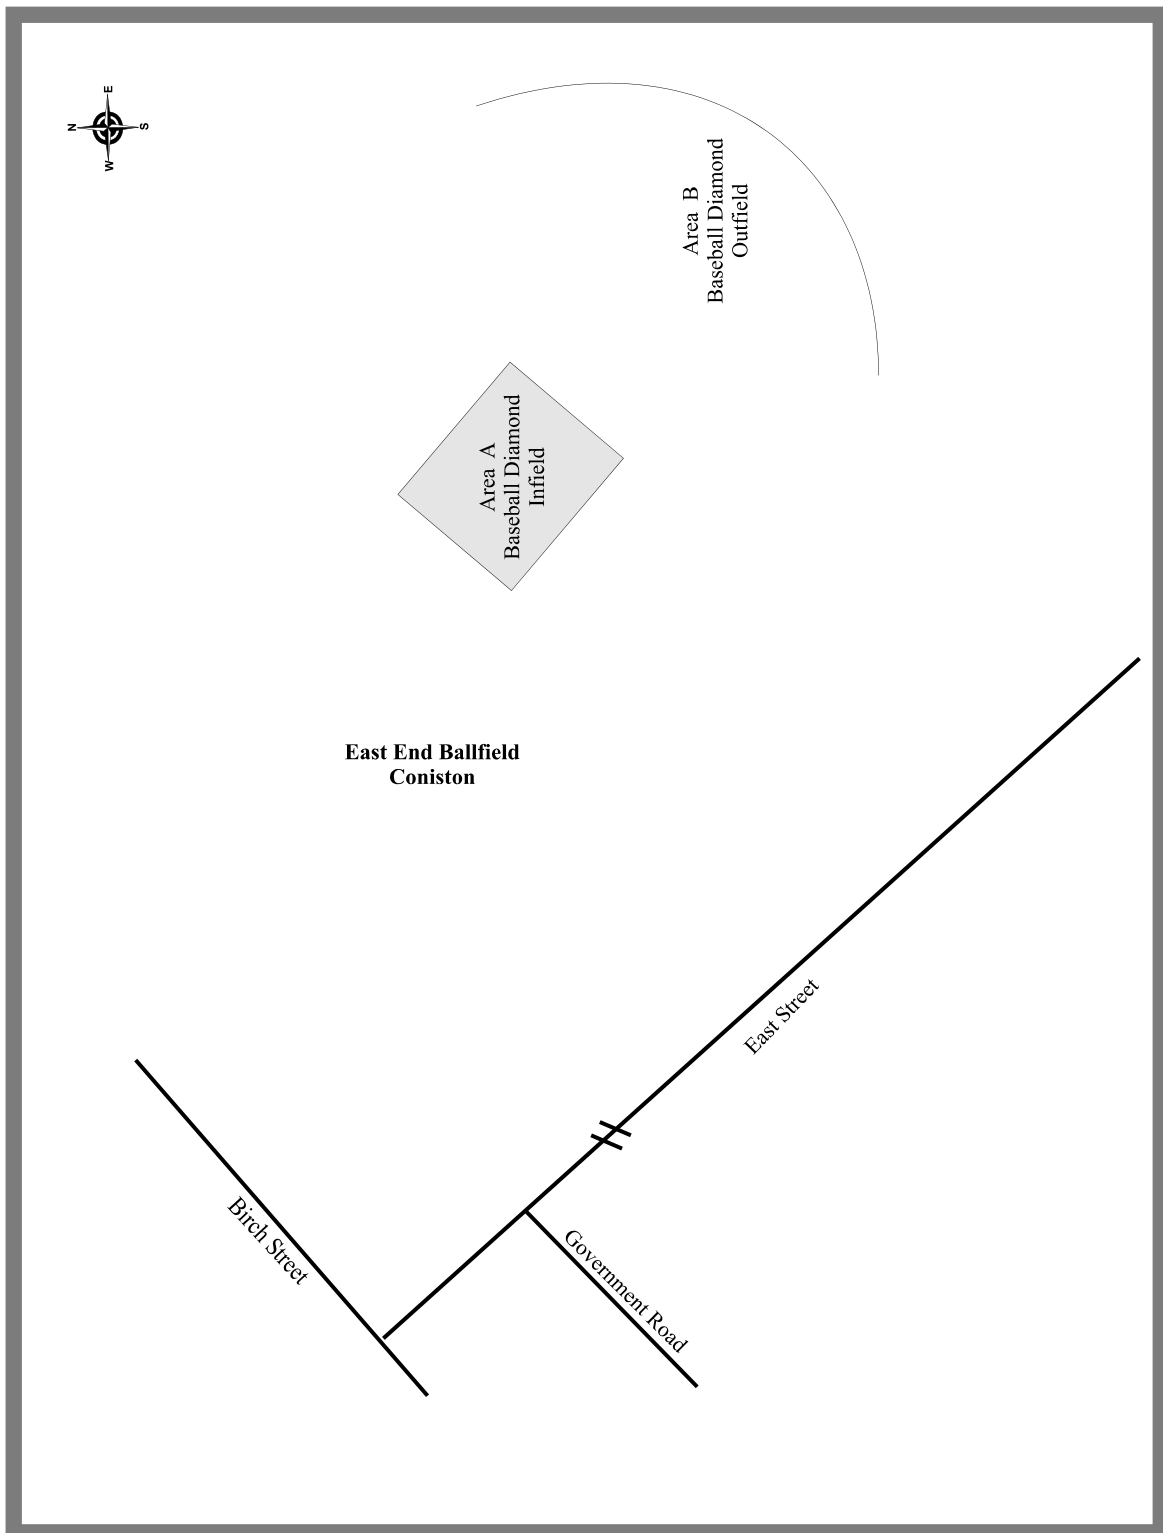 E
N
S
W
Area B
Baseball Diamond
Outfield
Area A
Baseball Diamond
Infield
East End Ballfield
Coniston
East Street
Birch Street
Government Road